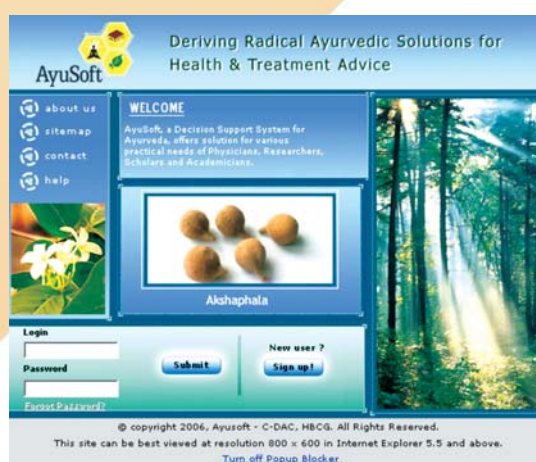 AyuSoft
Deriving Radical Ayurvedic Solutions for
Health & Treatment Advice
about us
sitemap
contact
help
WELCOME
AyuSoft, a Decision Support System for
Ayurveda, offers solution for various
practical needs of Physicians, Researchers,
Scholars and Academicians.
Akshaphala
Login
Password
Forgot Password?
Submit
New user ?
Sign up!
© copyright 2006, Ayusoft - C-DAC, HBCG. All Rights Reserved.
This site can be best viewed at resolution 800 x 600 in Internet Explorer 5.5 and above.
Turn off Popup Blocker